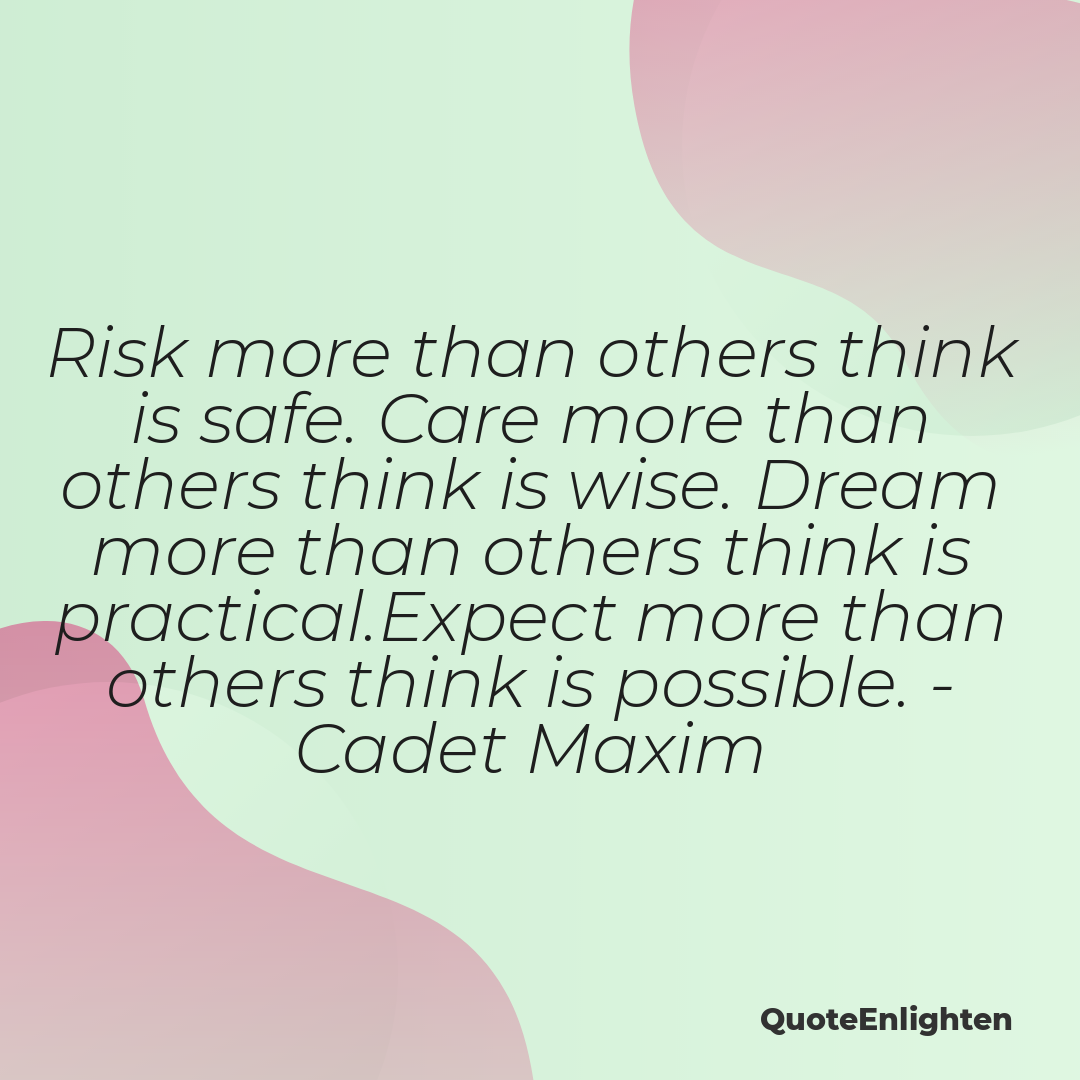 Risk more than others think
is safe. Care more than
others think is wise. Dream
more than others think is
practical.Expect more than
others think is possible. -
Cadet Maxim
QuoteEnlighten